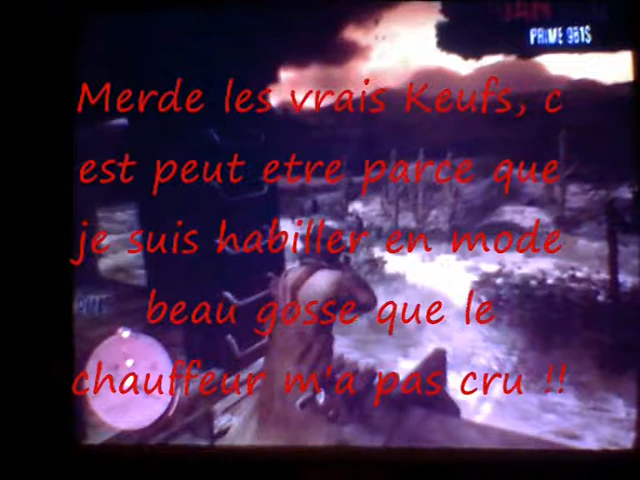 PRIME 981$
Merde les vrais Keufs, c
est peut etre parce que
je suis habiller en mode
beau gosse que le
chauffeur m'a pas cru !!